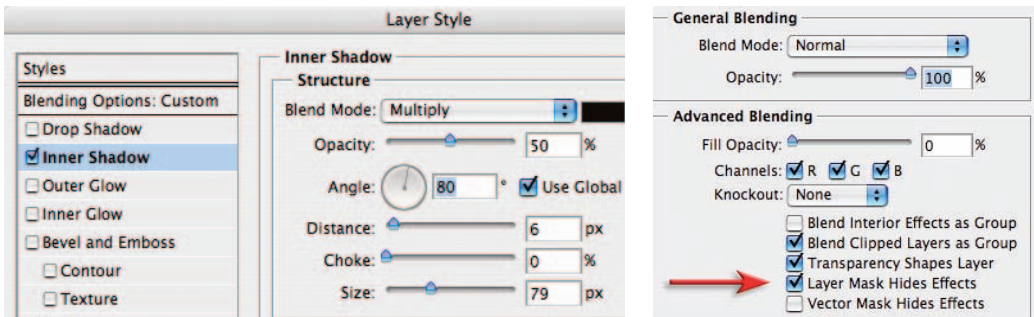 Layer Style
Styles
Blending Options: Custom
Drop Shadow
Inner Shadow
Outer Glow
Inner Glow
Bevel and Emboss
Contour
Texture
Inner Shadow
Structure
Blend Mode: Multiply
Opacity: 50 %
Angle: 80 ° Use Global
Distance: 6 px
Choke: 0 %
Size: 79 px
General Blending
Blend Mode: Normal
Opacity: 100 %
Advanced Blending
Fill Opacity: 0 %
Channels: R G B
Knockout: None
Blend Interior Effects as Group
Blend Clipped Layers as Group
Transparency Shapes Layer
Layer Mask Hides Effects
Vector Mask Hides Effects